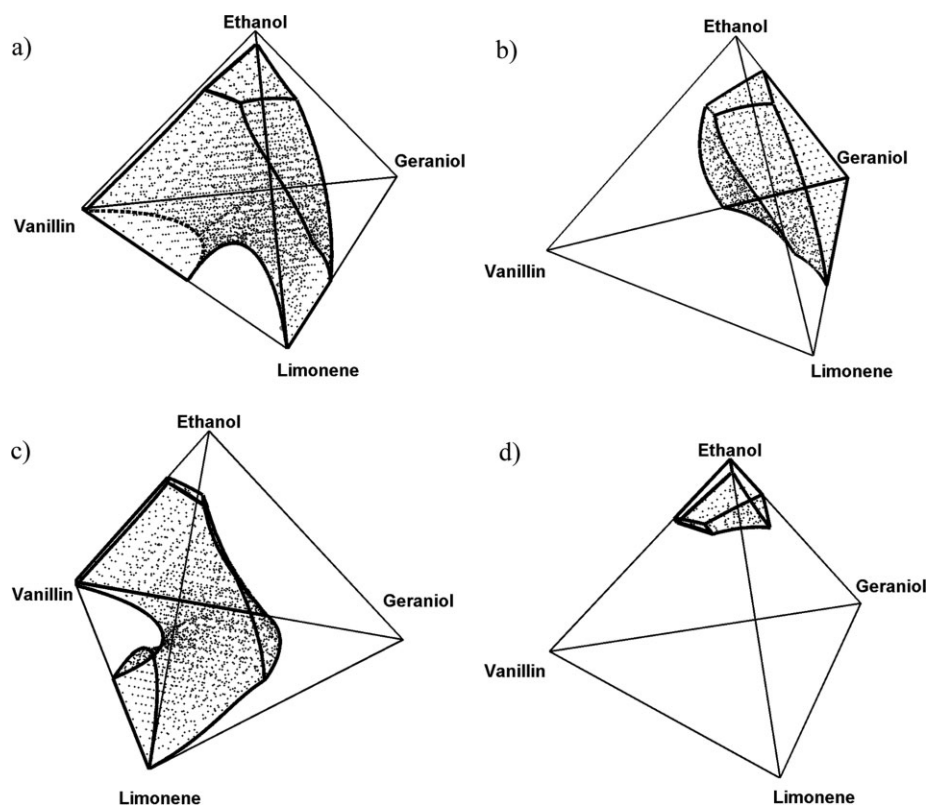 a)
Ethanol
Geraniol
Vanillin
Limonene
b)
Ethanol
Geraniol
Vanillin
Limonene
c)
Ethanol
Vanillin
Geraniol
Limonene
d)
Ethanol
Geraniol
Vanillin
Limonene